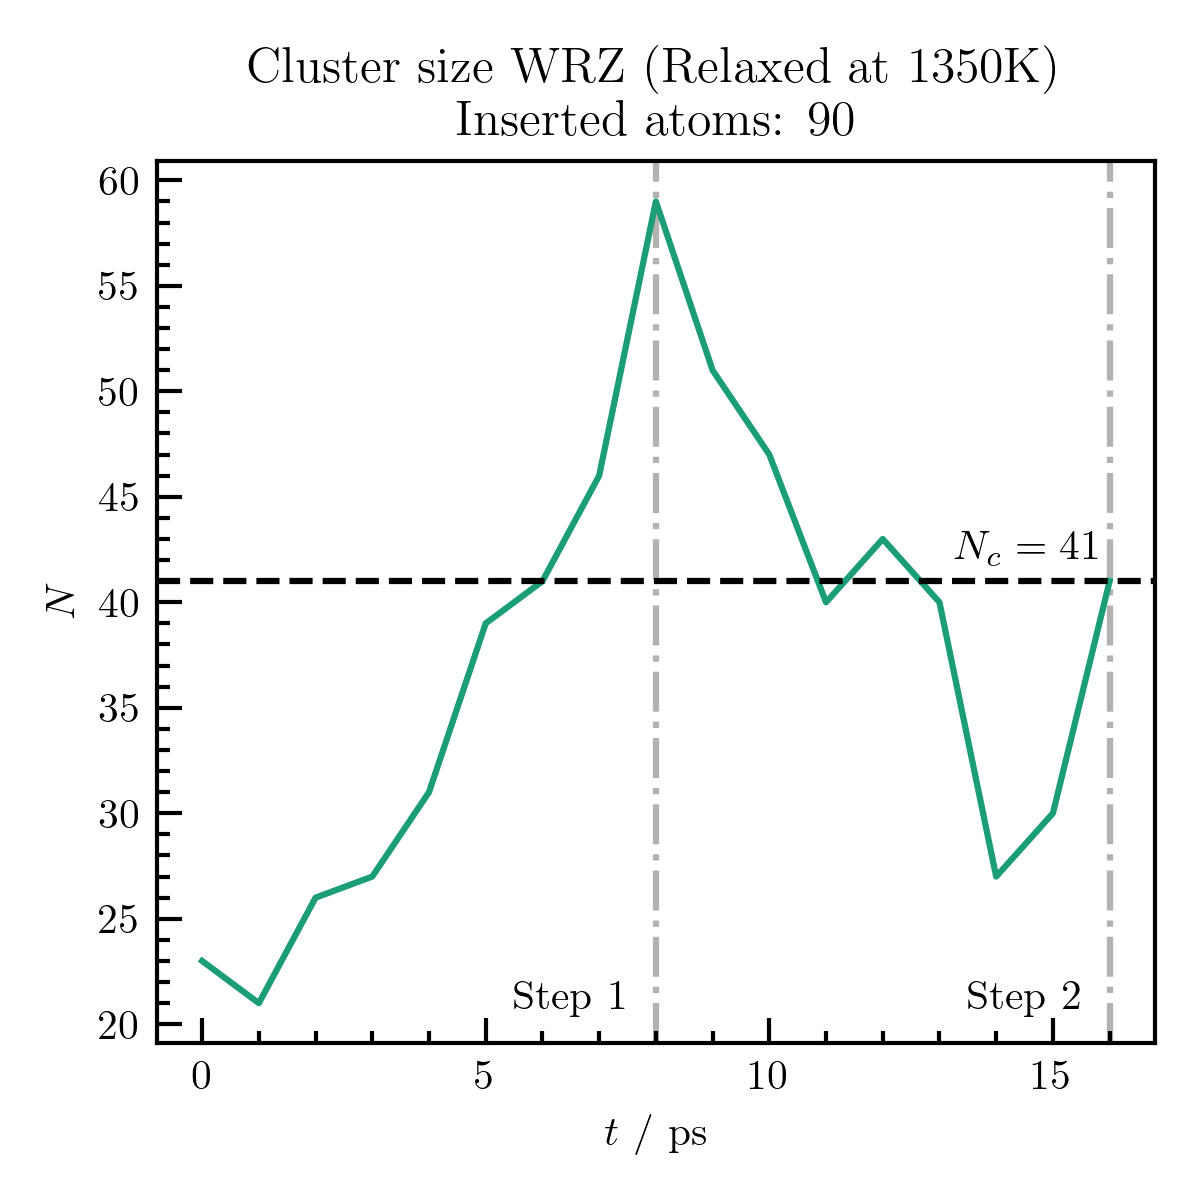 Cluster size WRZ (Relaxed at 1350K)
Inserted atoms: 90
60
55
50
45
40
35
30
25
20
N
N_c = 41
Step 1
Step 2
0
5
10
15
t / ps